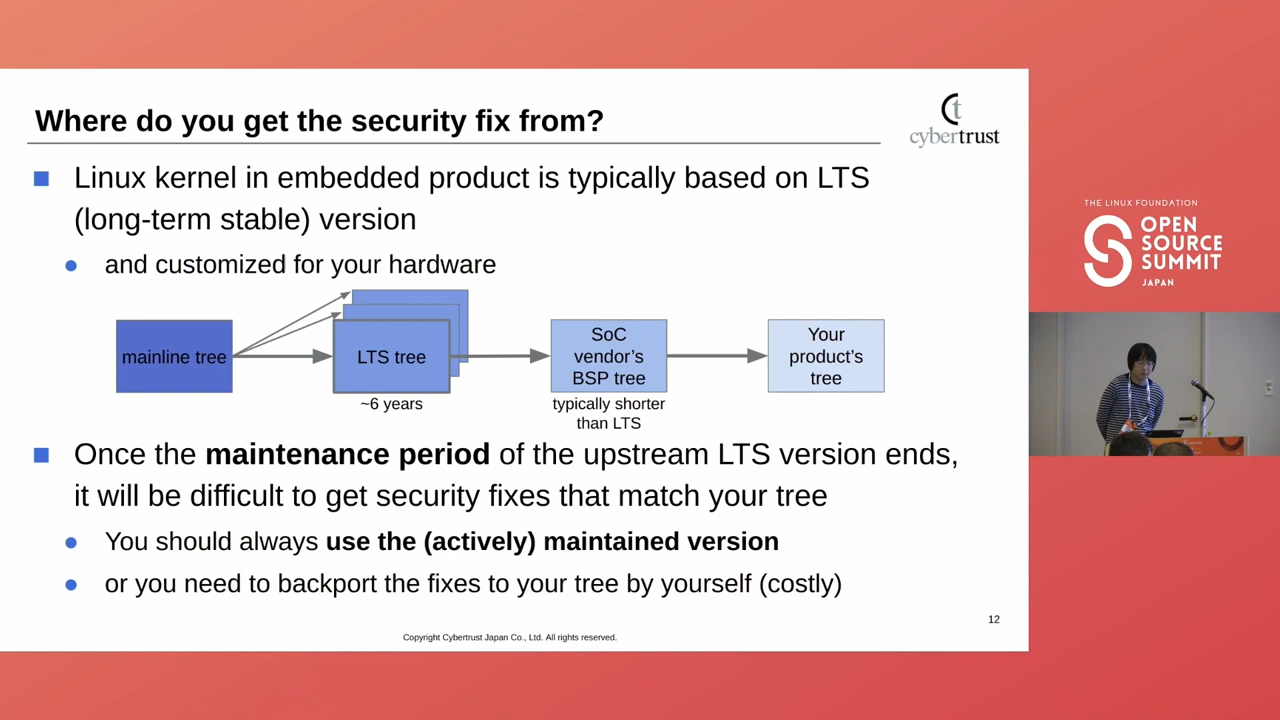 Where do you get the security fix from?
cybertrust
Linux kernel in embedded product is typically based on LTS
(long-term stable) version
and customized for your hardware
mainline tree
LTS tree
~6 years
SoC
vendor's
BSP tree
typically shorter
than LTS
Your
product's
tree
Once the maintenance period of the upstream LTS version ends,
it will be difficult to get security fixes that match your tree
You should always use the (actively) maintained version
or you need to backport the fixes to your tree by yourself (costly)
12
Copyright Cybertrust Japan Co., Ltd. All rights reserved.
THE LINUX FOUNDATION
OPEN
SOURCE
SUMMIT
JAPAN